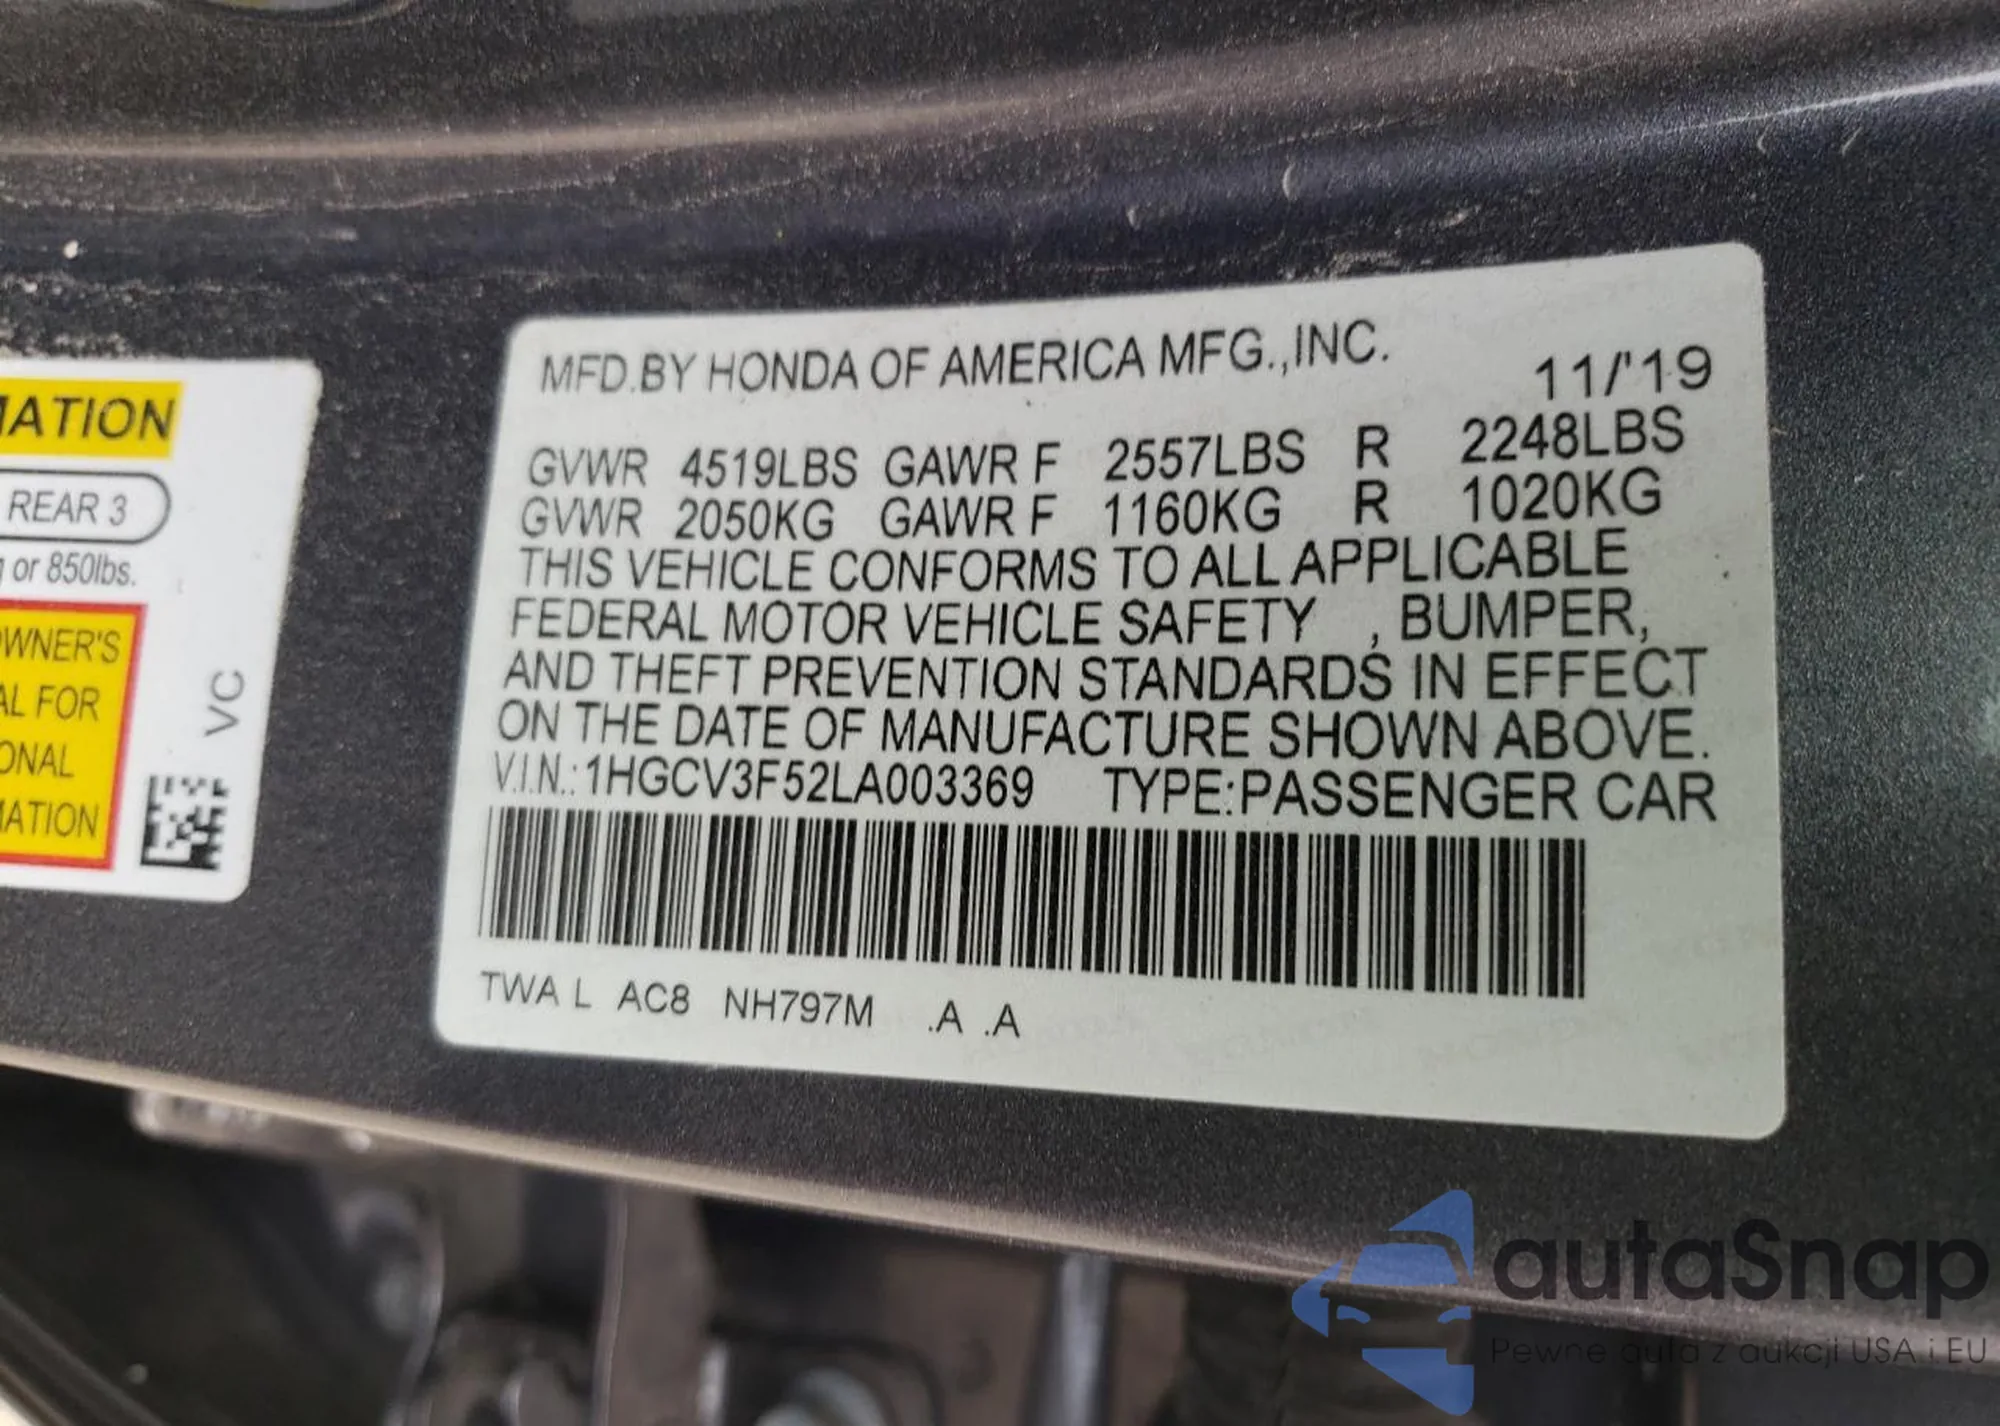 MATION
REAR 3
or 850lbs.
OWNER'S
AL FOR
ONAL
MATION
VC
MFD.BY HONDA OF AMERICA MFG.,INC. 11/'19
GVWR 4519LBS GAWR F 2557LBS R 2248LBS
GVWR 2050KG GAWR F 1160KG R 1020KG
THIS VEHICLE CONFORMS TO ALL APPLICABLE
FEDERAL MOTOR VEHICLE SAFETY , BUMPER,
AND THEFT PREVENTION STANDARDS IN EFFECT
ON THE DATE OF MANUFACTURE SHOWN ABOVE.
V.I.N.:1HGCV3F52LA003369 TYPE:PASSENGER CAR
TWA L AC8 NH797M .A .A
autaSnap
Pewne auta z aukcji USA i EU